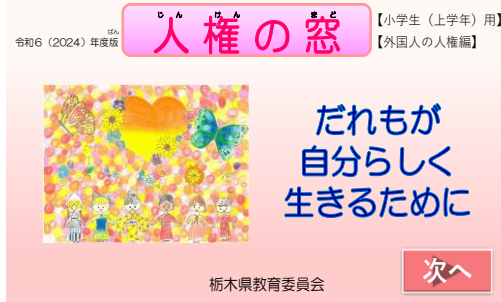 令和6（2024）年度版
ばん
人権の窓
じんけん まど
【小学生（上学年）用】
【外国人の人権編】
だれもが
自分らしく
生きるために
栃木県教育委員会
次へ